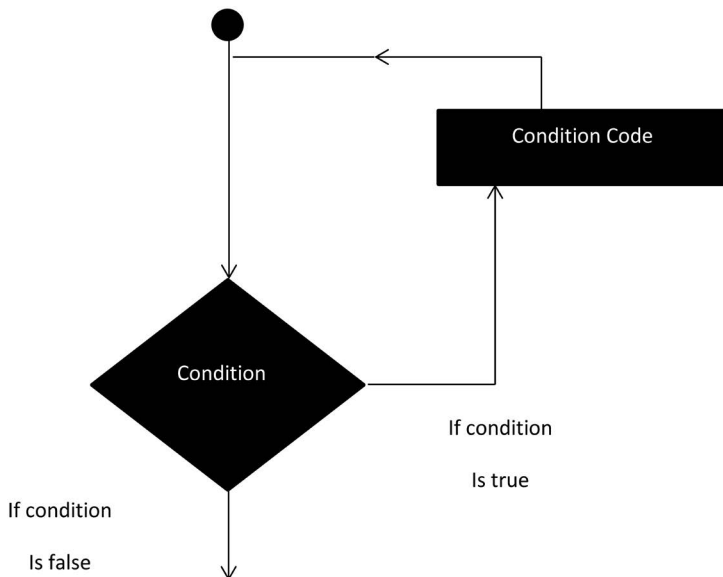 Condition Code
Condition
If condition
Is true
If condition
Is false